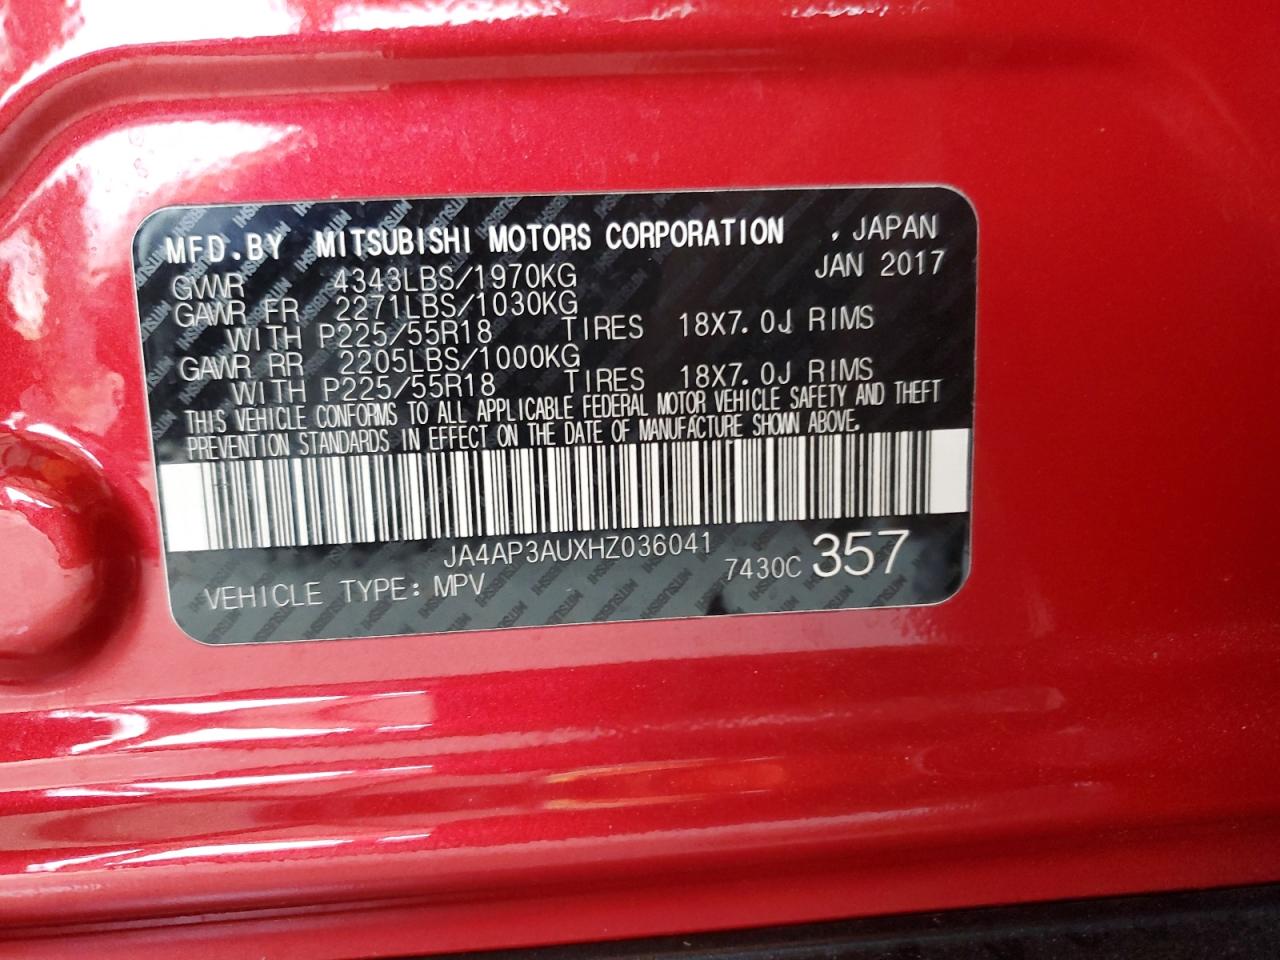 MFD.BY MITSUBISHI MOTORS CORPORATION , JAPAN
JAN 2017
GVWR 4343LBS/1970KG
GAWR FR 2271LBS/1030KG
WITH P225/55R18 TIRES 18X7.0J RIMS
GAWR RR 2205LBS/1000KG
WITH P225/55R18 TIRES 18X7.0J RIMS
THIS VEHICLE CONFORMS TO ALL APPLICABLE FEDERAL MOTOR VEHICLE SAFETY AND THEFT
PREVENTION STANDARDS IN EFFECT ON THE DATE OF MANUFACTURE SHOWN ABOVE.
JA4AP3AUXHZ036041
7430C 357
VEHICLE TYPE: MPV